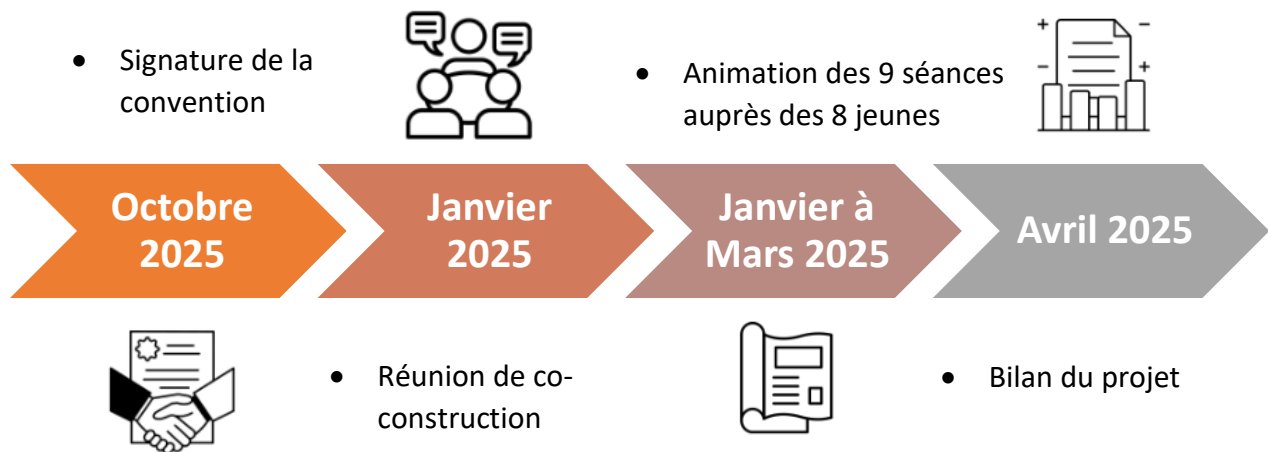 • Signature de la
convention
• Animation des 9 séances
auprès des 8 jeunes
Octobre
2025
Janvier
2025
Janvier à
Mars 2025
Avril 2025
• Réunion de co-
construction
• Bilan du projet